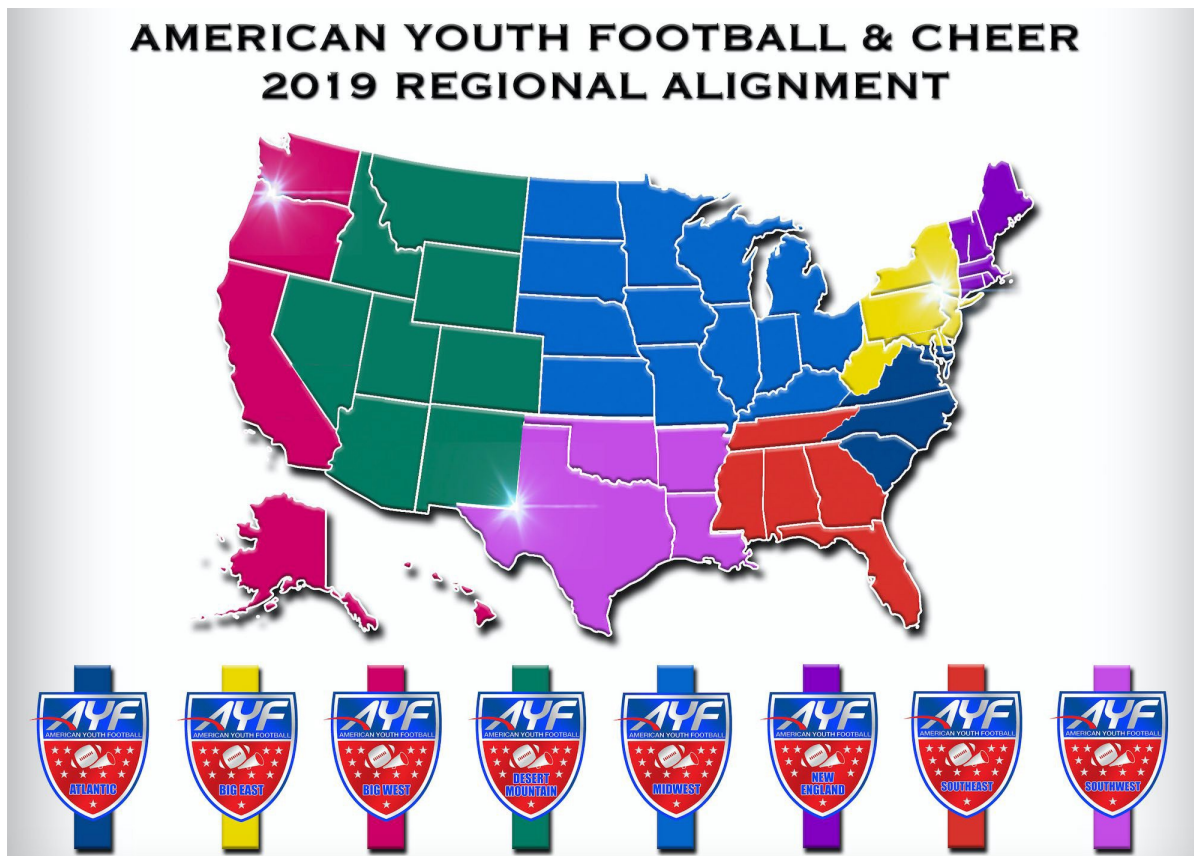 AMERICAN YOUTH FOOTBALL & CHEER
2019 REGIONAL ALIGNMENT
AYF
AMERICAN YOUTH FOOTBALL
ATLANTIC
AYF
AMERICAN YOUTH FOOTBALL
BIG EAST
AYF
AMERICAN YOUTH FOOTBALL
BIG WEST
AYF
AMERICAN YOUTH FOOTBALL
DESERT
MOUNTAIN
AYF
AMERICAN YOUTH FOOTBALL
MIDWEST
AYF
AMERICAN YOUTH FOOTBALL
NEW
ENGLAND
AYF
AMERICAN YOUTH FOOTBALL
SOUTHEAST
AYF
AMERICAN YOUTH FOOTBALL
SOUTHWEST